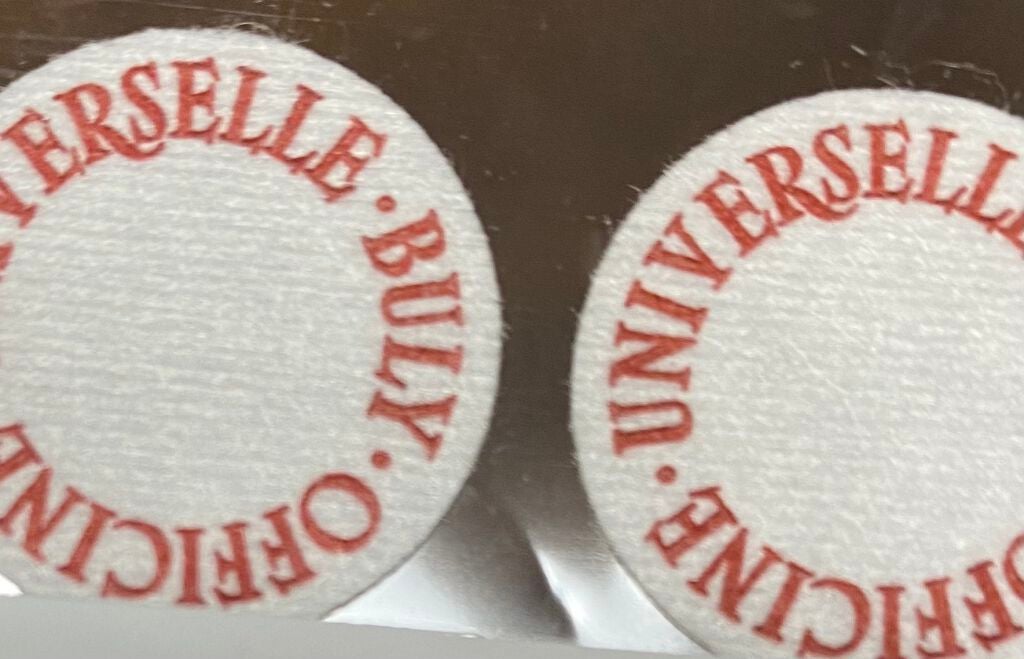 VERSELLE · BULY · OFFICINE
OFFICINE · UNIVERSELLE